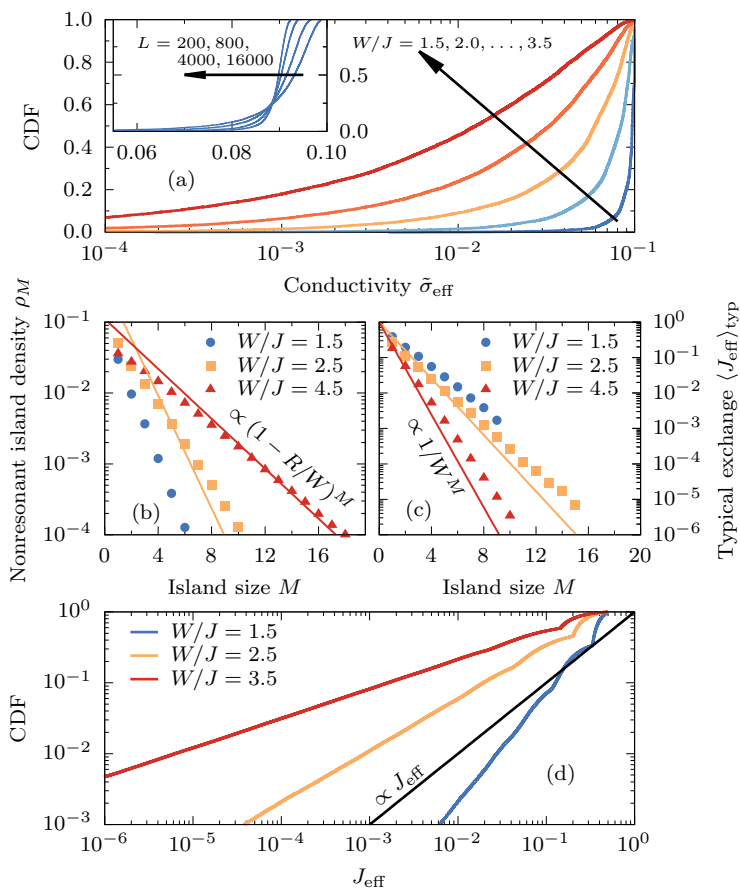 L = 200, 800,
4000, 16000
W/J = 1.5, 2.0, . . . , 3.5
CDF
1.0
0.8
0.6
0.4
0.2
0.0
0.5
0.0
0.06 0.08 0.10
(a)
10⁻⁴ 10⁻³ 10⁻² 10⁻¹
Conductivity σ̃eff
Nonresonant island density ρM
10⁻¹
10⁻²
10⁻³
10⁻⁴
W/J = 1.5
W/J = 2.5
W/J = 4.5
∝ (1 − R/W)^M
(b)
0 4 8 12 16
Island size M
W/J = 1.5
W/J = 2.5
W/J = 4.5
∝ 1/W^M
(c)
0 4 8 12 16 20
Island size M
10⁰
10⁻¹
10⁻²
10⁻³
10⁻⁴
10⁻⁵
10⁻⁶
Typical exchange ⟨Jeff⟩typ
CDF
10⁰
10⁻¹
10⁻²
10⁻³
W/J = 1.5
W/J = 2.5
W/J = 3.5
∝ Jeff
(d)
10⁻⁶ 10⁻⁵ 10⁻⁴ 10⁻³ 10⁻² 10⁻¹ 10⁰
Jeff